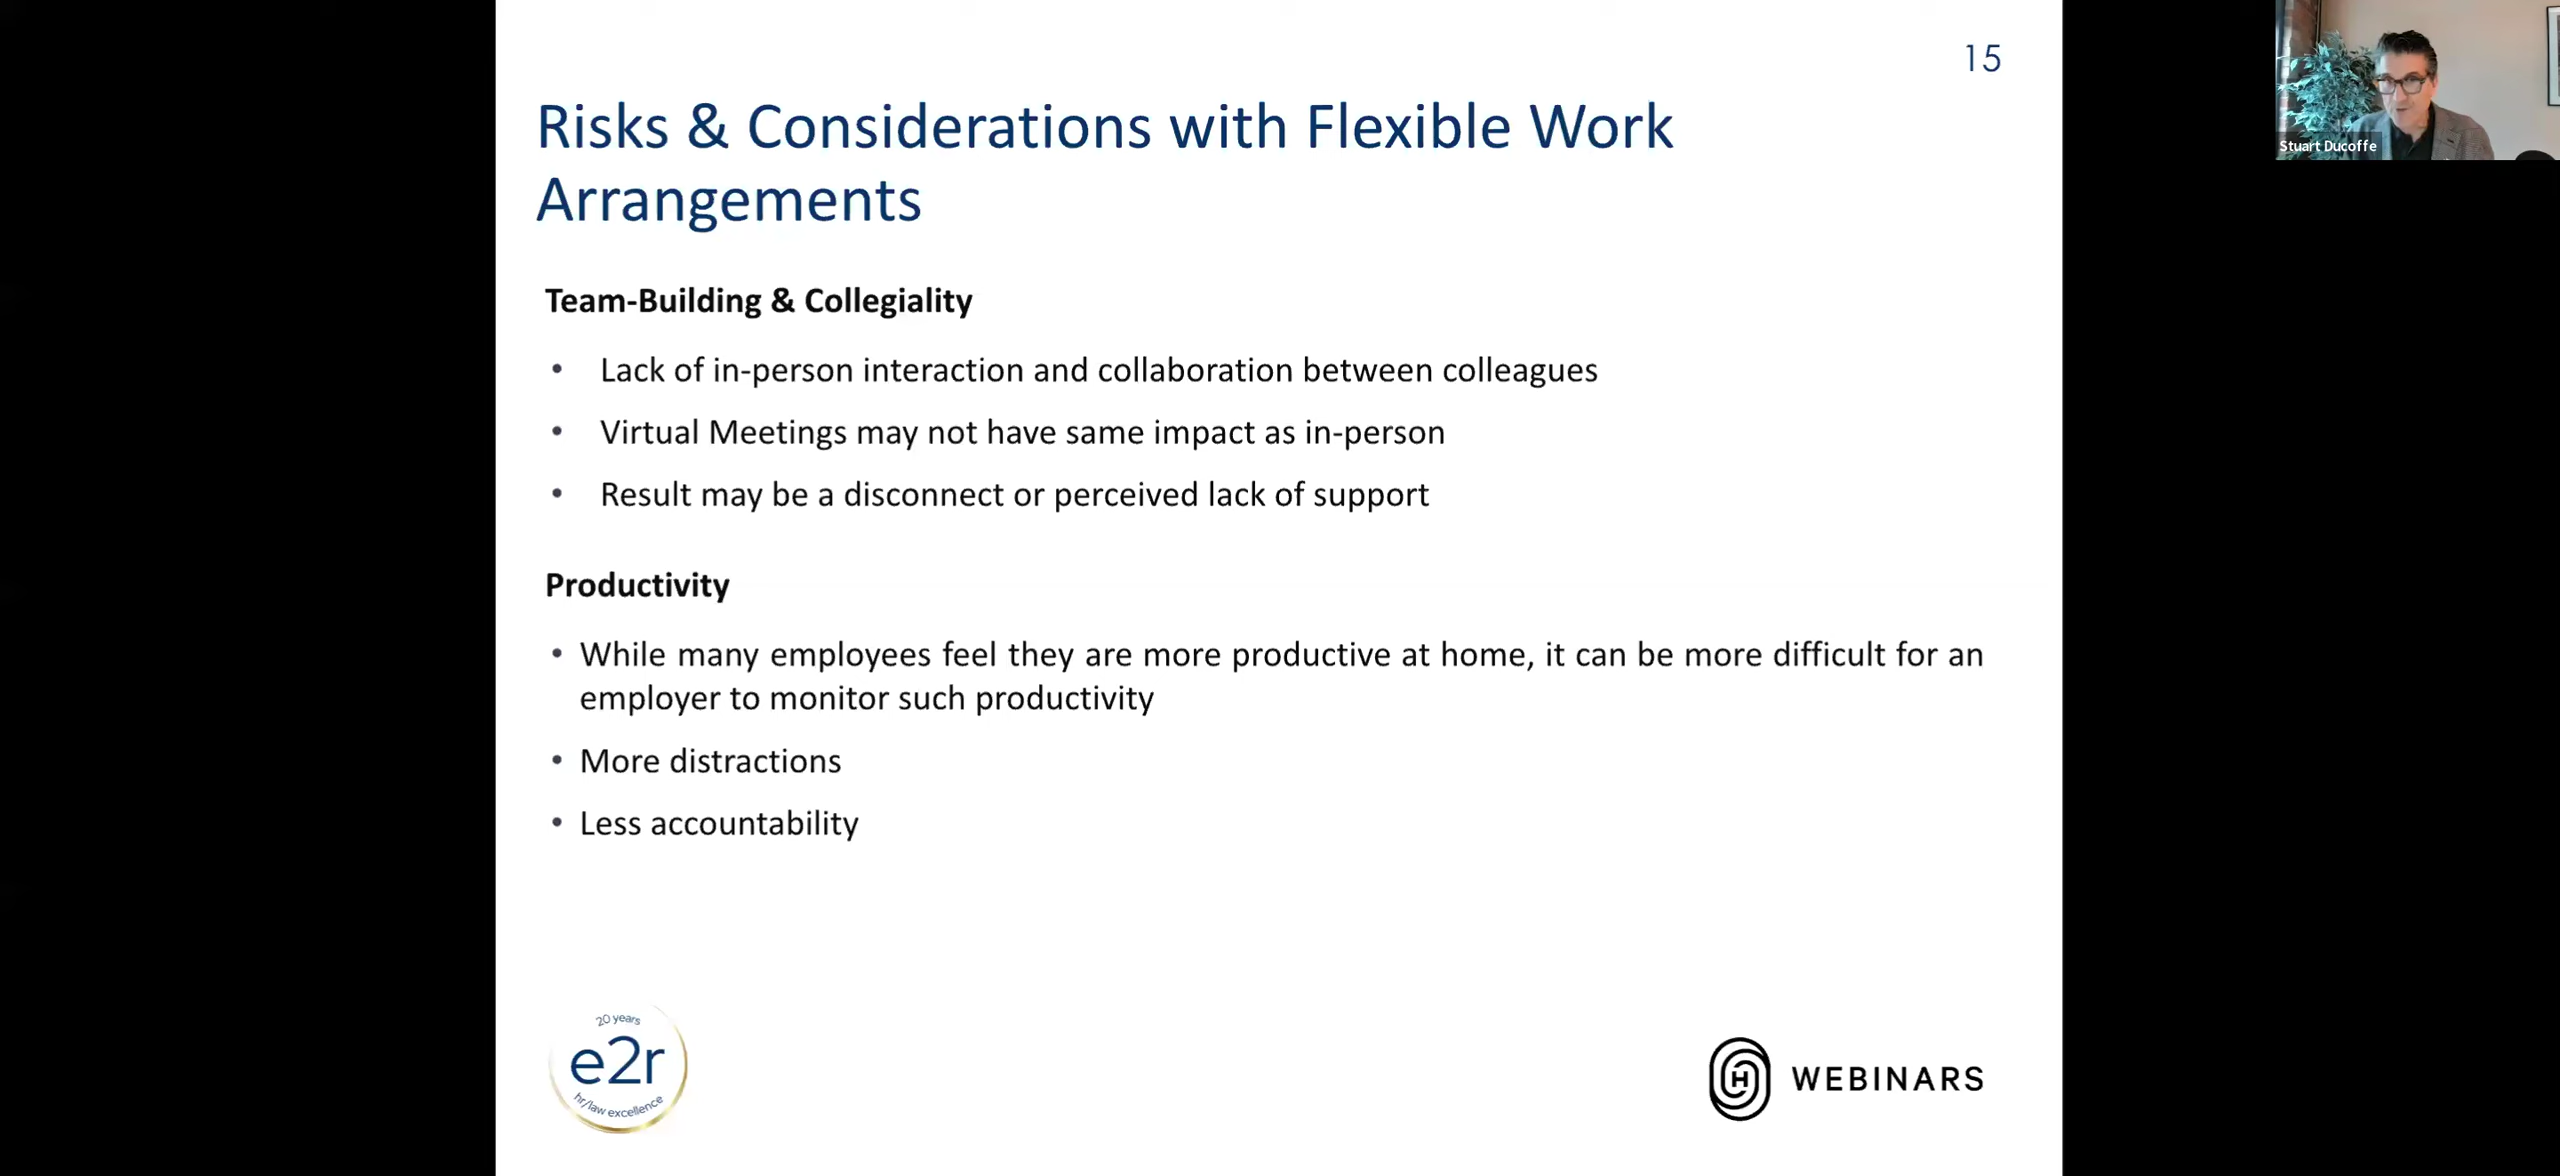 15
Stuart Ducoffe
Risks & Considerations with Flexible Work
Arrangements
Team-Building & Collegiality
• Lack of in-person interaction and collaboration between colleagues
• Virtual Meetings may not have same impact as in-person
• Result may be a disconnect or perceived lack of support
Productivity
• While many employees feel they are more productive at home, it can be more difficult for an
employer to monitor such productivity
• More distractions
• Less accountability
20 years
e2r
hr/law excellence
H
WEBINARS